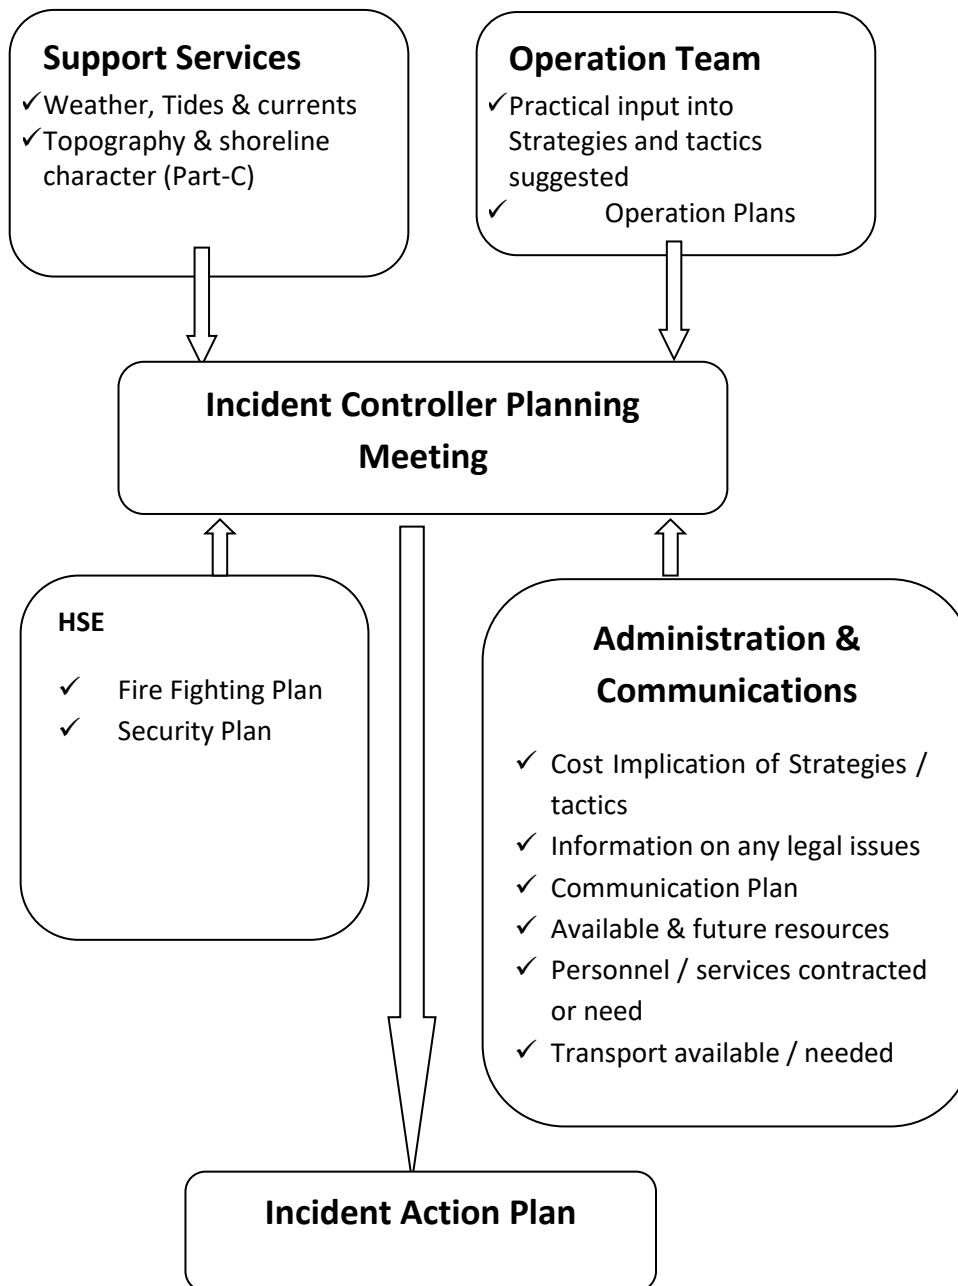 Support Services
✓Weather, Tides & currents
✓Topography & shoreline
character (Part-C)
Operation Team
✓Practical input into
Strategies and tactics
suggested
✓ Operation Plans
Incident Controller Planning
Meeting
HSE
✓ Fire Fighting Plan
✓ Security Plan
Administration &
Communications
✓ Cost Implication of Strategies /
tactics
✓ Information on any legal issues
✓ Communication Plan
✓ Available & future resources
✓ Personnel / services contracted
or need
✓ Transport available / needed
Incident Action Plan